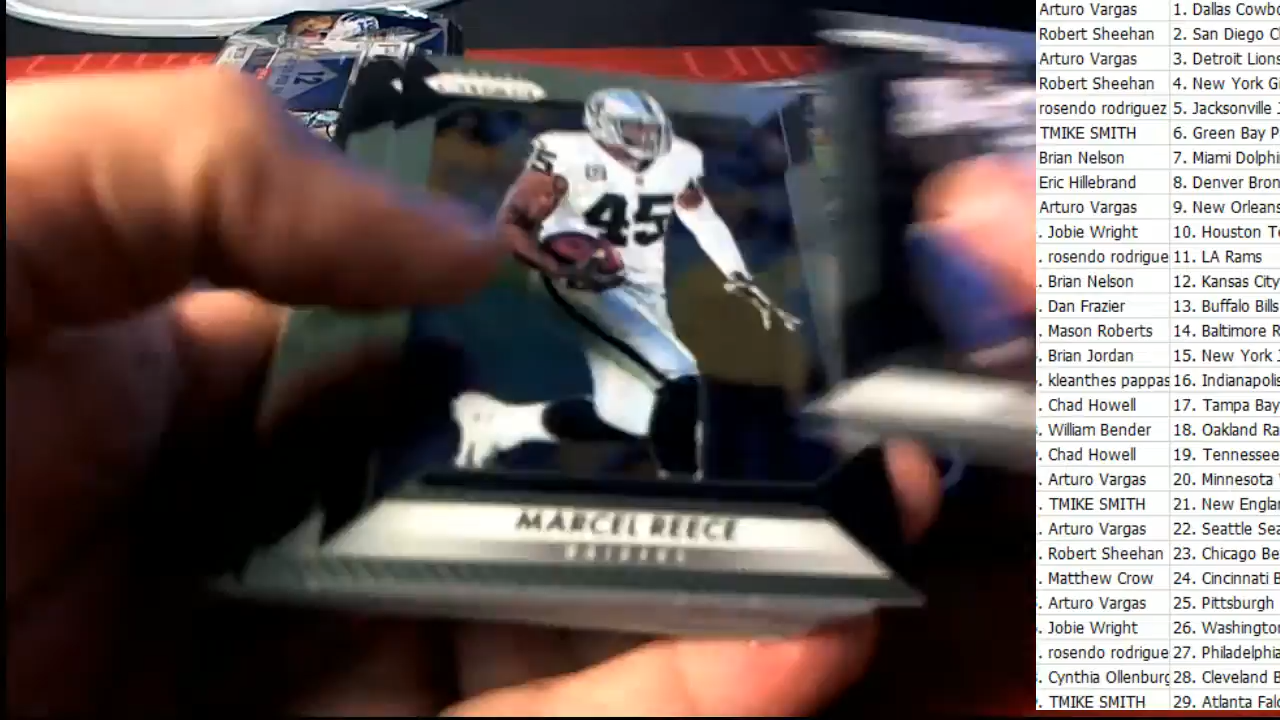 12
45
45
MARCEL REECE
RAIDERS
Arturo Vargas 1. Dallas Cowbo
Robert Sheehan 2. San Diego C
Arturo Vargas 3. Detroit Lions
Robert Sheehan 4. New York G
rosendo rodriguez 5. Jacksonville J
TMIKE SMITH 6. Green Bay P
Brian Nelson 7. Miami Dolphi
Eric Hillebrand 8. Denver Bron
Arturo Vargas 9. New Orleans
. Jobie Wright 10. Houston Te
. rosendo rodrigue 11. LA Rams
. Brian Nelson 12. Kansas City
. Dan Frazier 13. Buffalo Bills
. Mason Roberts 14. Baltimore R
. Brian Jordan 15. New York J
. kleanthes pappas 16. Indianapolis
. Chad Howell 17. Tampa Bay
. William Bender 18. Oakland Ra
. Chad Howell 19. Tennessee
. Arturo Vargas 20. Minnesota
. TMIKE SMITH 21. New Englan
. Arturo Vargas 22. Seattle Sea
. Robert Sheehan 23. Chicago Be
. Matthew Crow 24. Cincinnati B
. Arturo Vargas 25. Pittsburgh
. Jobie Wright 26. Washington
. rosendo rodrigue 27. Philadelphia
. Cynthia Ollenburg 28. Cleveland B
. TMIKE SMITH 29. Atlanta Falc